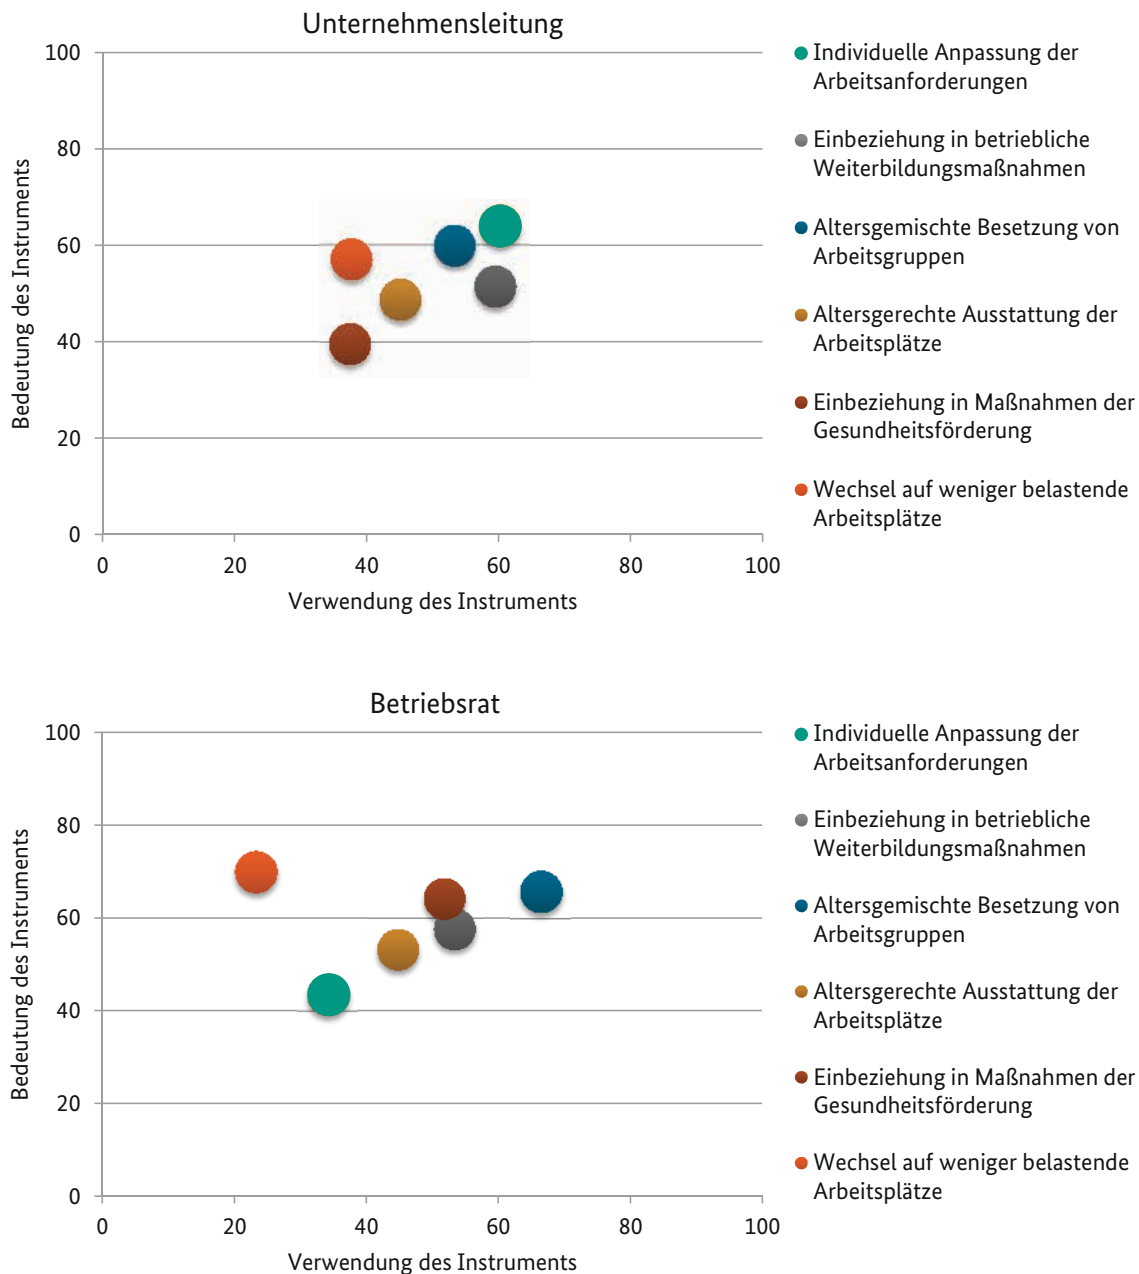 Unternehmensleitung
Bedeutung des Instruments
100
80
60
40
20
0
0 20 40 60 80 100
Verwendung des Instruments
Individuelle Anpassung der
Arbeitsanforderungen
Einbeziehung in betriebliche
Weiterbildungsmaßnahmen
Altersgemischte Besetzung von
Arbeitsgruppen
Altersgerechte Ausstattung der
Arbeitsplätze
Einbeziehung in Maßnahmen der
Gesundheitsförderung
Wechsel auf weniger belastende
Arbeitsplätze
Betriebsrat
Bedeutung des Instruments
100
80
60
40
20
0
0 20 40 60 80 100
Verwendung des Instruments
Individuelle Anpassung der
Arbeitsanforderungen
Einbeziehung in betriebliche
Weiterbildungsmaßnahmen
Altersgemischte Besetzung von
Arbeitsgruppen
Altersgerechte Ausstattung der
Arbeitsplätze
Einbeziehung in Maßnahmen der
Gesundheitsförderung
Wechsel auf weniger belastende
Arbeitsplätze